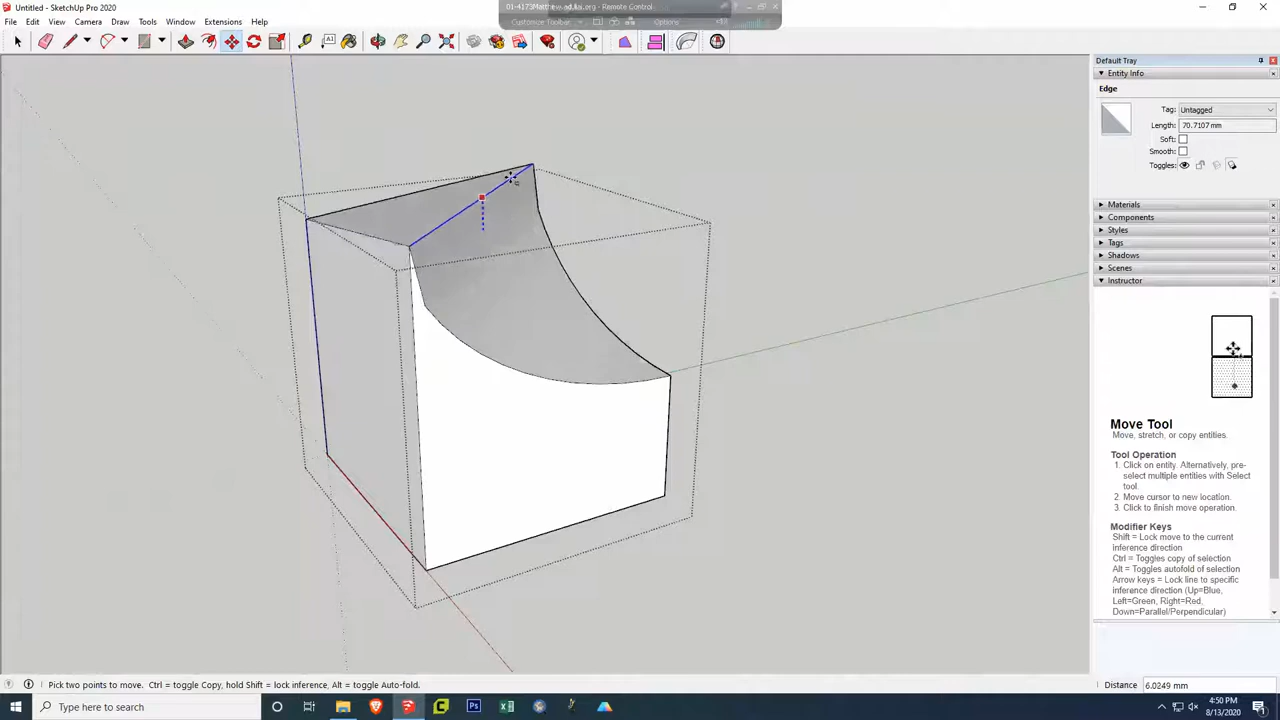 Untitled - SketchUp Pro 2020
Remote Control
Customize Toolbar
Options
File Edit View Camera Draw Tools Window Extensions Help
Default Tray
Entity Info
Edge
Tag: Untagged
Length: 70.7107 mm
Soft:
Smooth:
Toggles:
Materials
Components
Styles
Tags
Shadows
Scenes
Instructor
Move Tool
Move, stretch, or copy entities.
Tool Operation
1. Click on entity. Alternatively, pre-
select multiple entities with Select
tool.
2. Move cursor to new location.
3. Click to finish move operation.
Modifier Keys
Shift = Lock move to the current
inference direction
Ctrl = Toggles copy of selection
Alt = Toggles autofold of selection
Arrow keys = Lock line to specific
inference direction (Up=Blue,
Left=Green, Right=Red,
Down=Parallel/Perpendicular)
Pick two points to move. Ctrl = toggle Copy, hold Shift = lock inference, Alt = toggle Auto-fold.
Distance 6.0249 mm
Type here to search
4:50 PM
8/13/2020